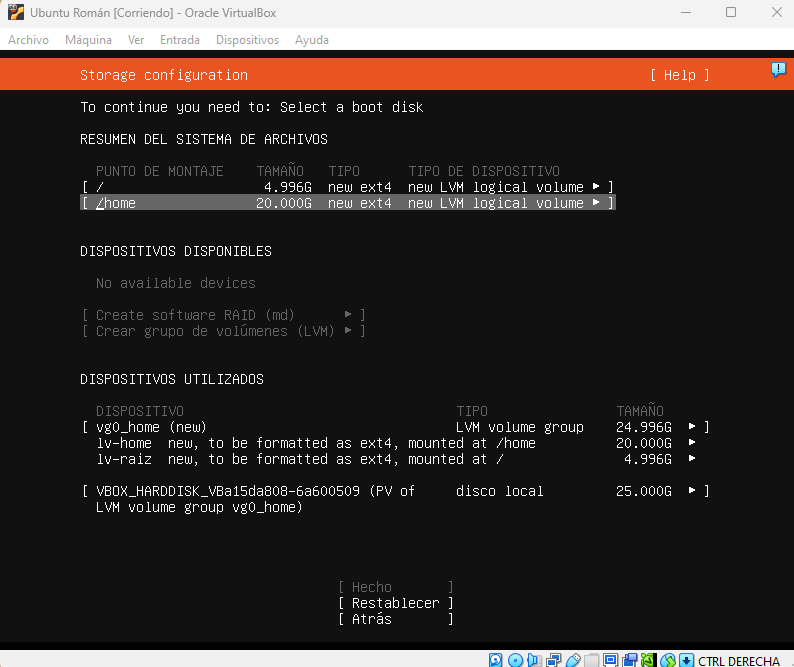 Ubuntu Román [Corriendo] - Oracle VirtualBox
Archivo Máquina Ver Entrada Dispositivos Ayuda
Storage configuration [ Help ]
To continue you need to: Select a boot disk
RESUMEN DEL SISTEMA DE ARCHIVOS
PUNTO DE MONTAJE TAMAÑO TIPO TIPO DE DISPOSITIVO
[ / 4.996G new ext4 new LVM logical volume ▸ ]
[ /home 20.000G new ext4 new LVM logical volume ▸ ]
DISPOSITIVOS DISPONIBLES
No available devices
[ Create software RAID (md) ▸ ]
[ Crear grupo de volúmenes (LVM) ▸ ]
DISPOSITIVOS UTILIZADOS
DISPOSITIVO TIPO TAMAÑO
[ vg0_home (new) LVM volume group 24.996G ▸ ]
lv-home new, to be formatted as ext4, mounted at /home 20.000G ▸
lv-raiz new, to be formatted as ext4, mounted at / 4.996G ▸
[ VBOX_HARDDISK_VBa15da808-6a600509 (PV of disco local 25.000G ▸ ]
LVM volume group vg0_home)
[ Hecho ]
[ Restablecer ]
[ Atrás ]
CTRL DERECHA